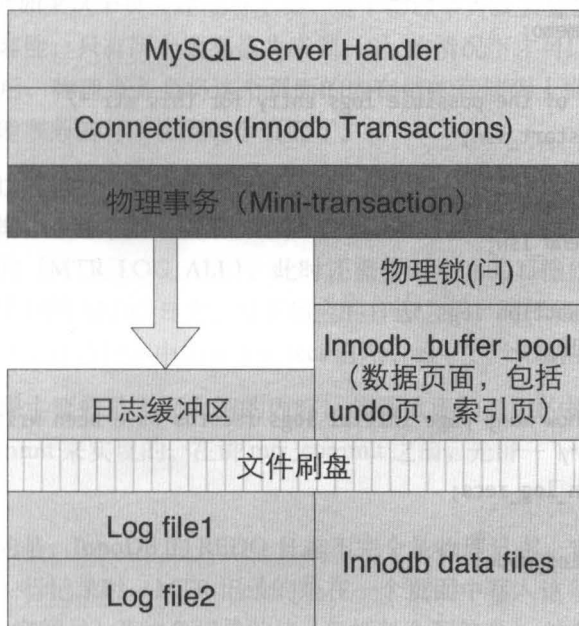 MySQL Server Handler
Connections(Innodb Transactions)
物理事务（Mini-transaction）
物理锁(闩)
Innodb_buffer_pool
（数据页面，包括
undo页，索引页）
日志缓冲区
文件刷盘
Log file1
Log file2
Innodb data files